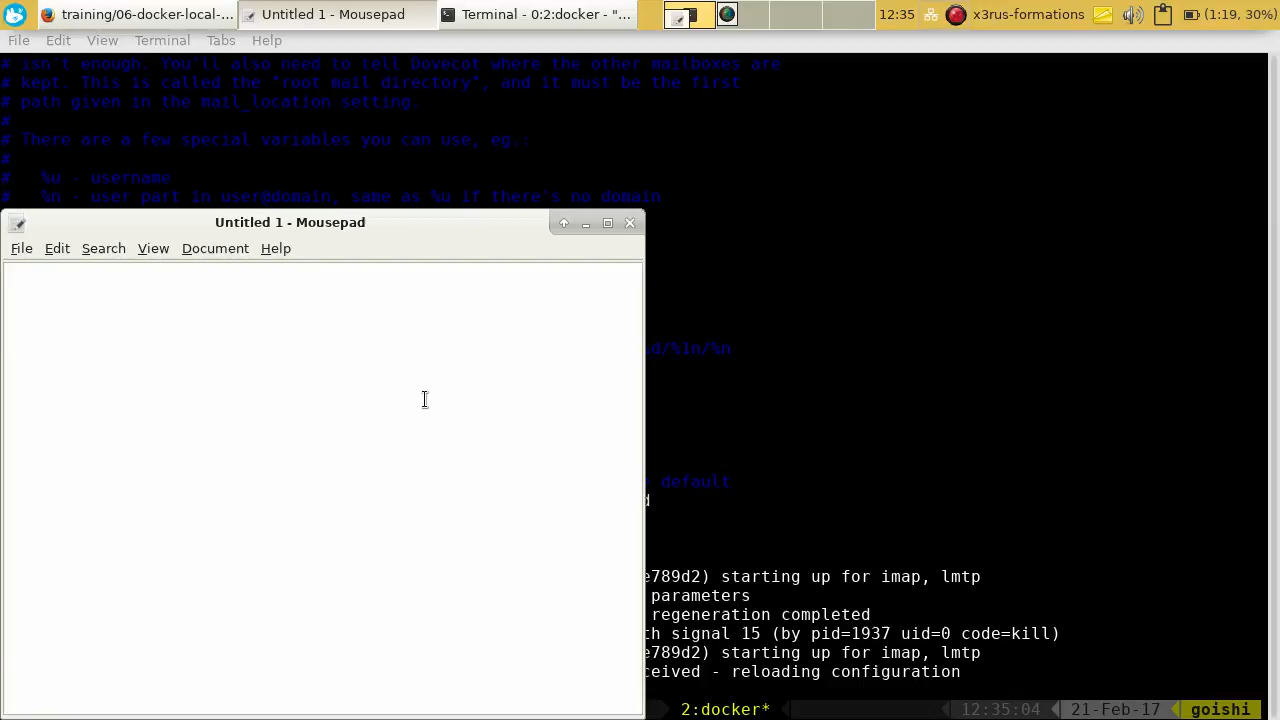 training/06-docker-local-...
Untitled 1 - Mousepad
Terminal - 0:2:docker - "...
12:35
x3rus-formations
(1:19, 30%)
File Edit View Terminal Tabs Help
# isn't enough. You'll also need to tell Dovecot where the other mailboxes are
# kept. This is called the "root mail directory", and it must be the first
# path given in the mail_location setting.
#
# There are a few special variables you can use, eg.:
#
#   %u - username
#   %n - user part in user@domain, same as %u if there's no domain
Untitled 1 - Mousepad
File Edit Search View Document Help
d/%1n/%n
default
d
e789d2) starting up for imap, lmtp
parameters
regeneration completed
th signal 15 (by pid=1937 uid=0 code=kill)
e789d2) starting up for imap, lmtp
ceived - reloading configuration
2:docker*
12:35:04
21-Feb-17
goishi